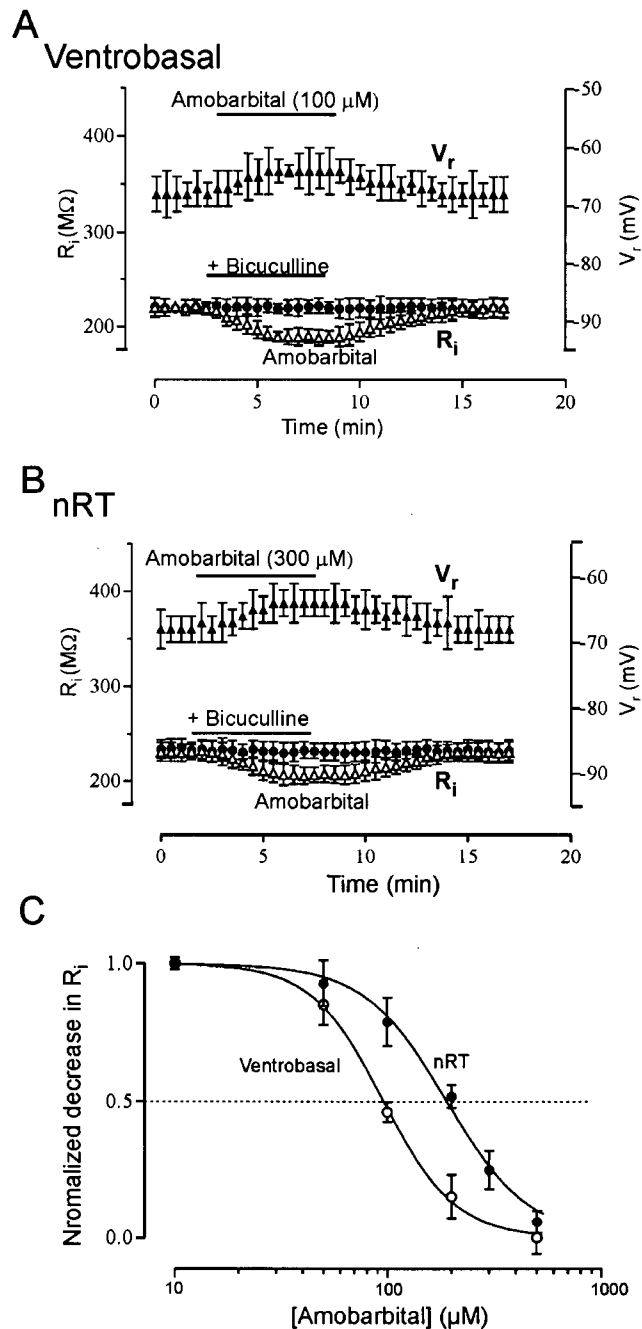 A
Ventrobasal
Amobarbital (100 µM)
-50
400
Vr
-60
Ri(MΩ)
300
-70
Vr (mV)
+ Bicuculline
-80
200
-90
Amobarbital
Ri
0
5
10
15
20
Time (min)
B
nRT
Amobarbital (300 µM)
-60
400
Vr
-70
Ri(MΩ)
300
-80
Vr (mV)
+ Bicuculline
-90
200
Amobarbital
Ri
0
5
10
15
20
Time (min)
C
1.0
Nromalized decrease in Ri
Ventrobasal
nRT
0.5
0.0
10
100
1000
[Amobarbital] (µM)